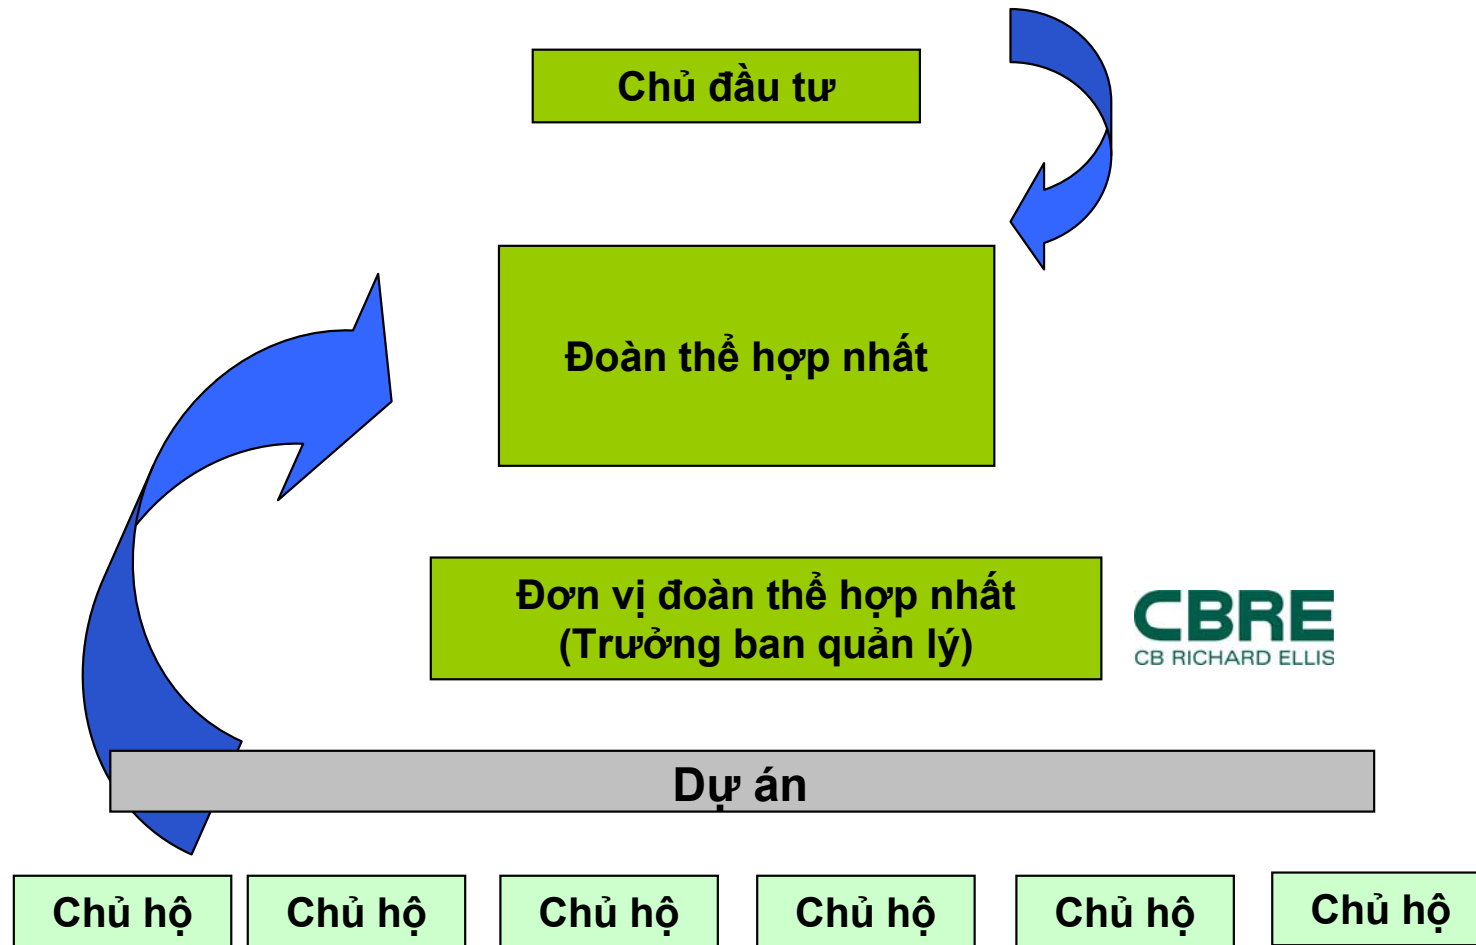 Chủ đầu tư
Đoàn thể hợp nhất
Đơn vị đoàn thể hợp nhất
(Trưởng ban quản lý)
CBRE
CB RICHARD ELLIS
Dự án
Chủ hộ
Chủ hộ
Chủ hộ
Chủ hộ
Chủ hộ
Chủ hộ